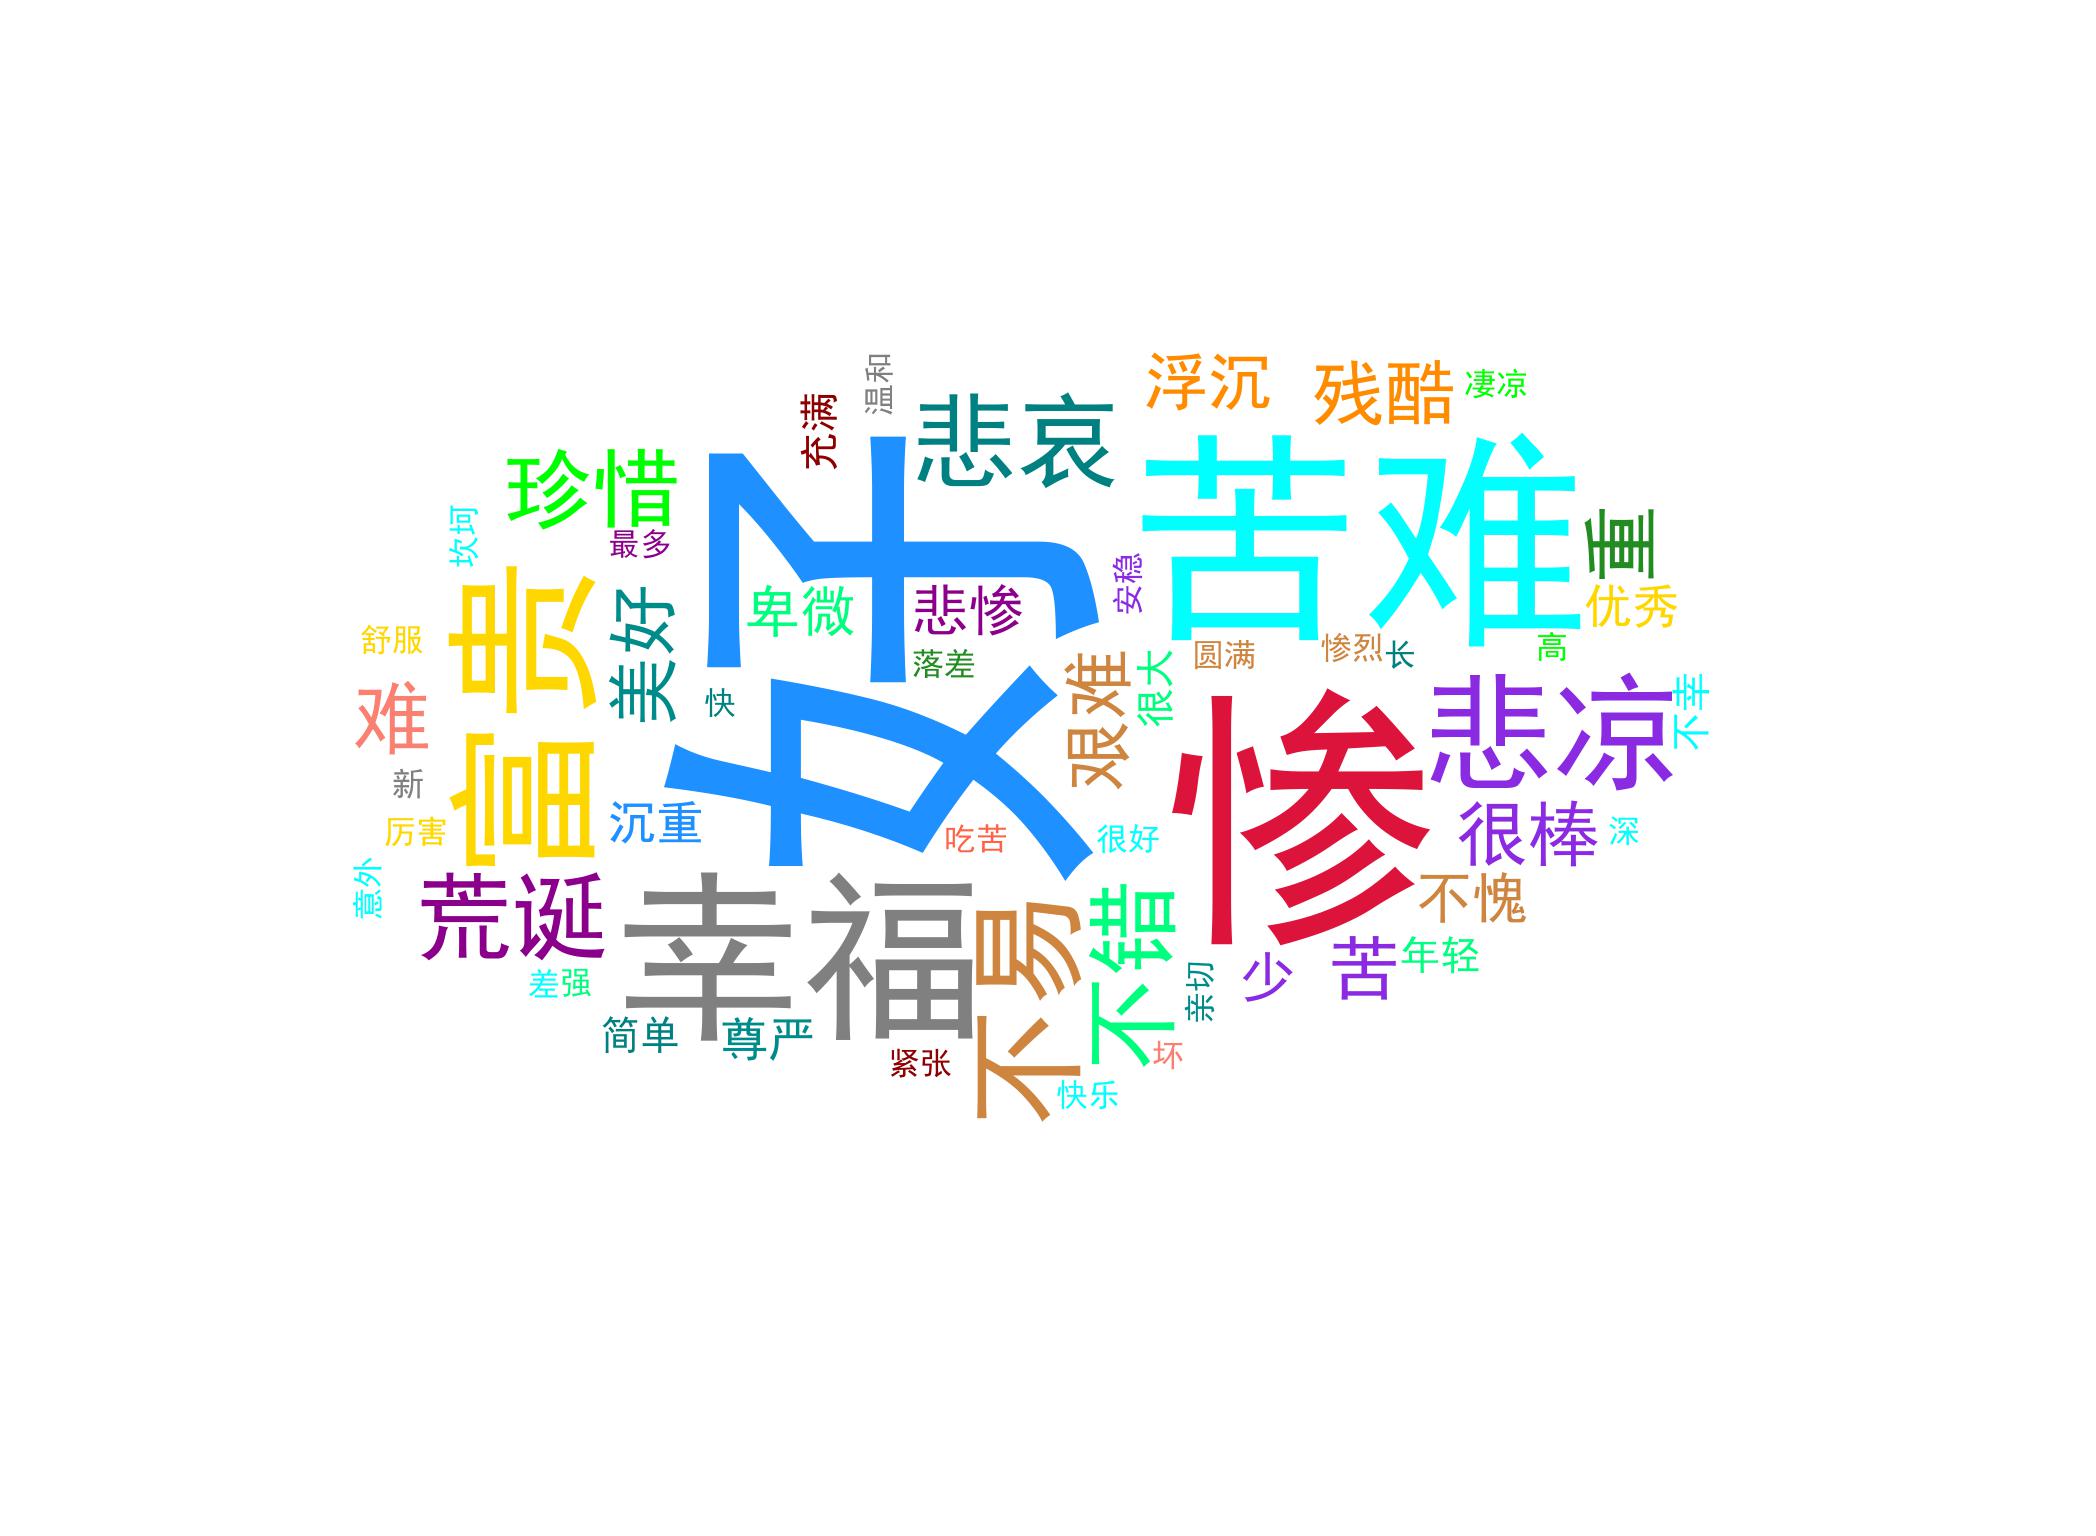 温和
浮沉
残酷
凄凉
充满
悲哀
好
苦难
珍惜
坎坷
最多
重
富贵
美好
卑微
悲惨
安稳
优秀
舒服
落差
圆满
惨烈
长
高
难
快
艰难
很大
惨
悲凉
不幸
新
厉害
沉重
吃苦
很好
很棒
深
意外
荒诞
幸福
不易
不错
不愧
差
强
亲切
少
苦
年轻
简单
尊严
紧张
坏
快乐